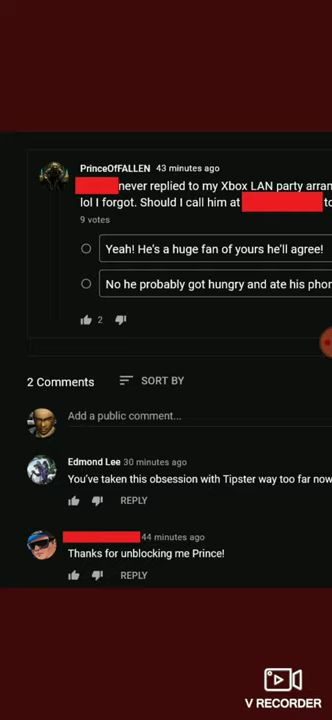 PrinceOfFALLEN 43 minutes ago
never replied to my Xbox LAN party
lol I forgot. Should I call him at
9 votes
Yeah! He's a huge fan of yours he'll agree!
No he probably got hungry and ate his
2
2 Comments SORT BY
Add a public comment...
Edmond Lee 30 minutes ago
You've taken this obsession with Tipster way too far now
REPLY
44 minutes ago
Thanks for unblocking me Prince!
REPLY
V RECORDER